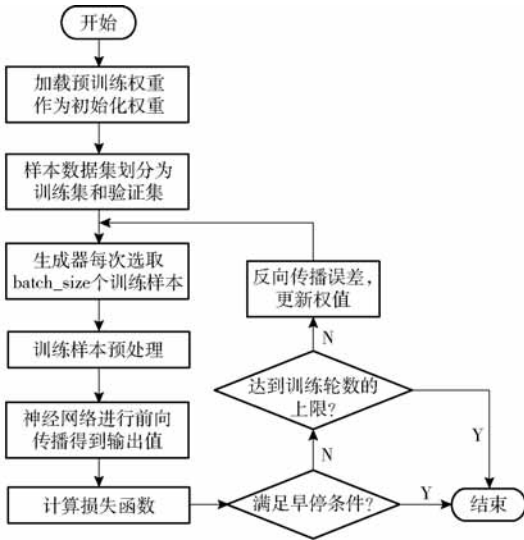 开始
加载预训练权重
作为初始化权重
样本数据集划分为
训练集和验证集
生成器每次选取
batch_size个训练样本
训练样本预处理
神经网络进行前向
传播得到输出值
计算损失函数
满足早停条件?
Y
N
达到训练轮数的
上限?
Y
N
反向传播误差,
更新权值
结束